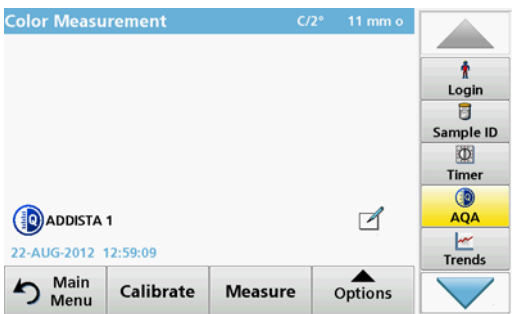 Color Measurement C/2° 11 mm o
Login
Sample ID
Timer
ADDISTA 1
AQA
22-AUG-2012 12:59:09
Trends
Main
Menu
Calibrate
Measure
Options